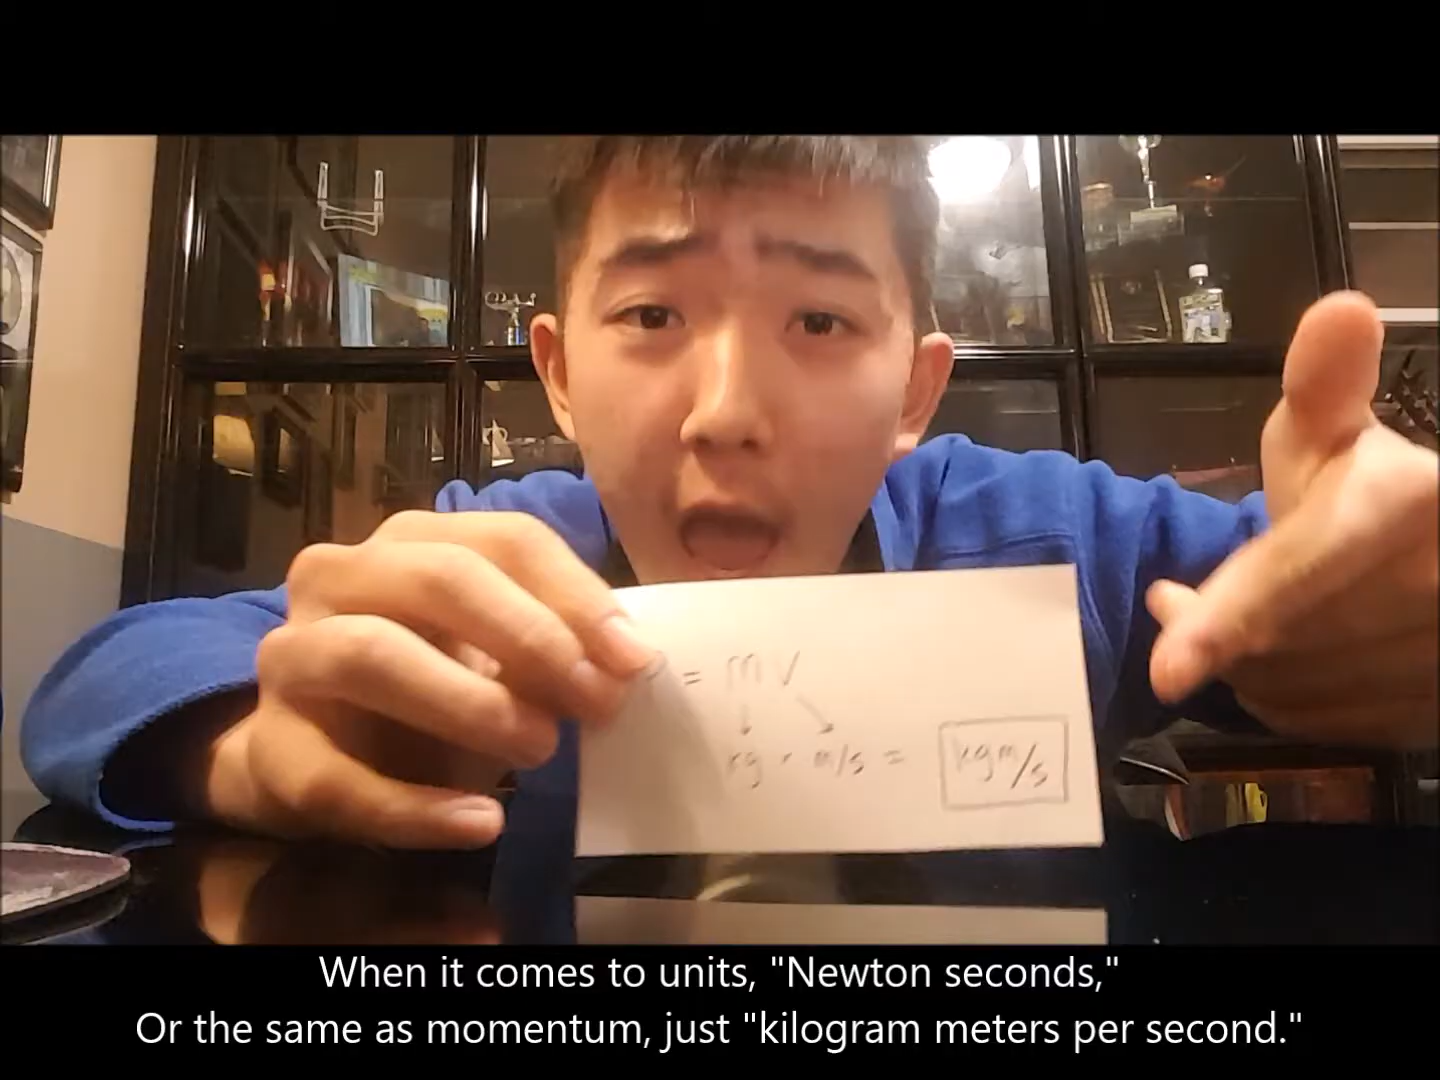 = m v
kg • m/s = kgm/s
When it comes to units, "Newton seconds,"
Or the same as momentum, just "kilogram meters per second."